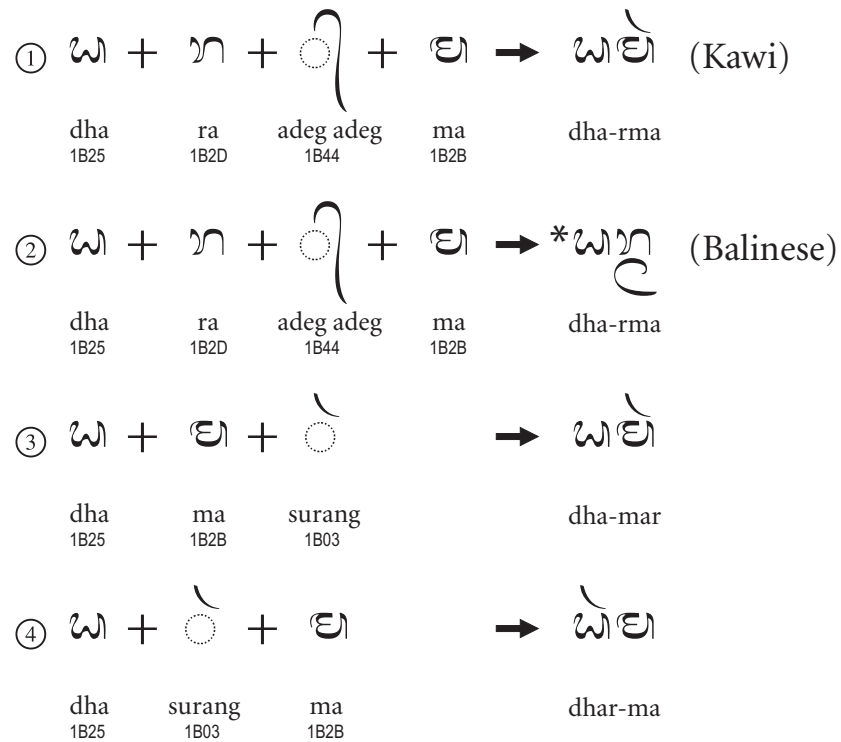 ① ᬥ + ᬭ + ◌᭄ + ᬫ ➡ ᬥᬫᬃ (Kawi)
dha ra adeg adeg ma dha-rma
1B25 1B2D 1B44 1B2B
② ᬥ + ᬭ + ◌᭄ + ᬫ ➡ *ᬥᬭ᭄ᬫ (Balinese)
dha ra adeg adeg ma dha-rma
1B25 1B2D 1B44 1B2B
③ ᬥ + ᬫ + ◌ᬃ ➡ ᬥᬫᬃ
dha ma surang dha-mar
1B25 1B2B 1B03
④ ᬥ + ◌ᬃ + ᬫ ➡ ᬥᬃᬫ
dha surang ma dhar-ma
1B25 1B03 1B2B